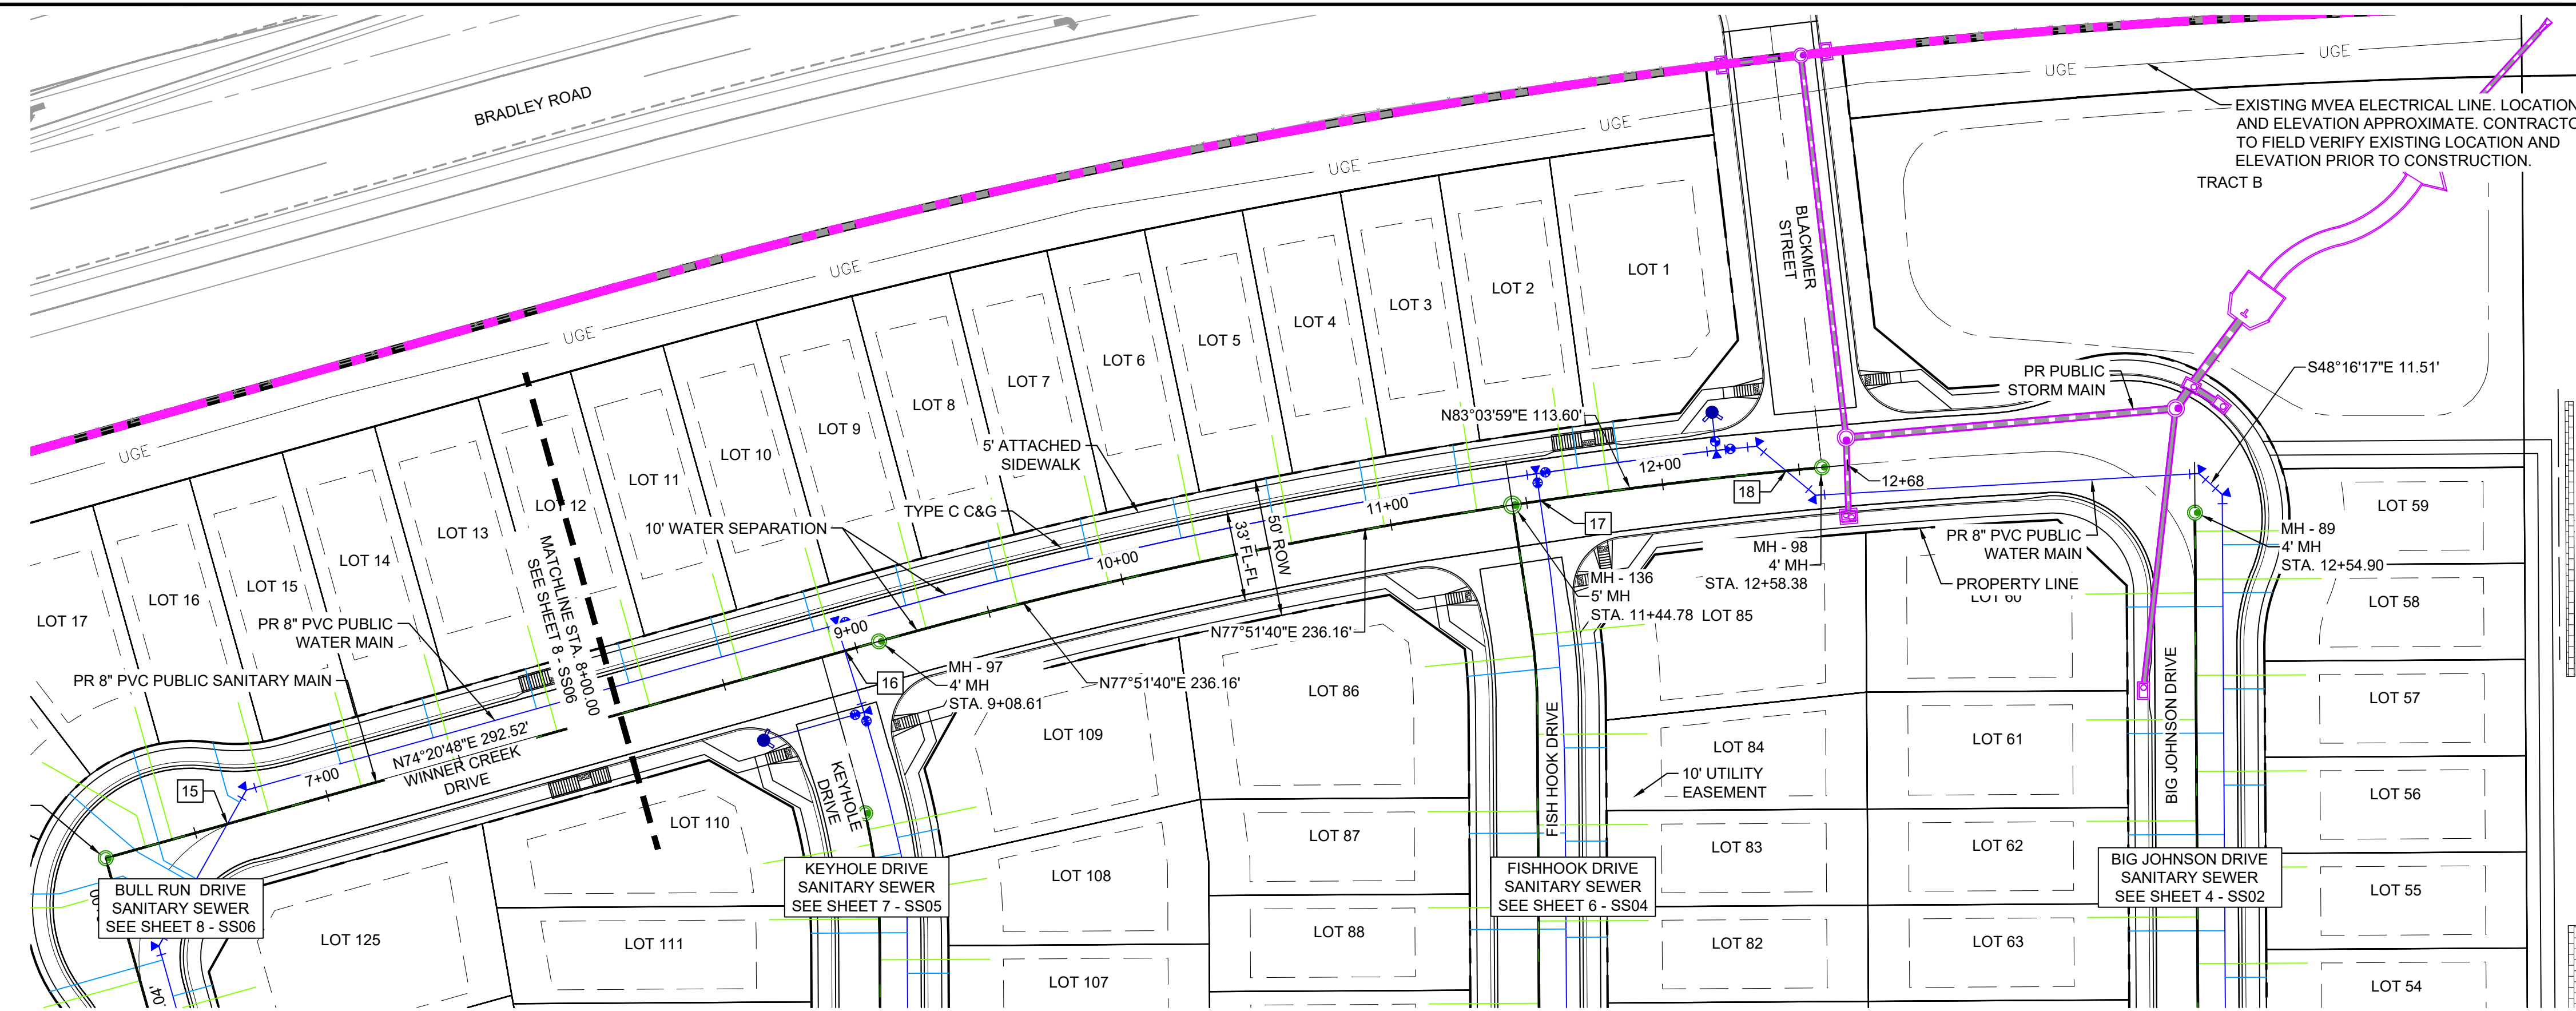 BRADLEY ROAD
UGE
UGE
UGE
UGE
UGE
UGE
UGE
EXISTING MVEA ELECTRICAL LINE. LOCATION
AND ELEVATION APPROXIMATE. CONTRACTO
TO FIELD VERIFY EXISTING LOCATION AND
ELEVATION PRIOR TO CONSTRUCTION.
TRACT B
BLACKMER
STREET
LOT 1
LOT 2
LOT 3
LOT 4
LOT 5
LOT 6
LOT 7
LOT 8
LOT 9
LOT 10
LOT 11
LOT 12
LOT 13
LOT 14
LOT 15
LOT 16
LOT 17
MATCHLINE STA. 8+00.00
SEE SHEET 8 - SS06
PR PUBLIC
STORM MAIN
S48°16'17"E 11.51'
N83°03'59"E 113.60'
5' ATTACHED
SIDEWALK
TYPE C C&G
10' WATER SEPARATION
33' FL-FL
50' ROW
12+00
11+00
10+00
9+00
7+00
12+68
18
17
16
15
PR 8" PVC PUBLIC
WATER MAIN
PR 8" PVC PUBLIC SANITARY MAIN
N74°20'48"E 292.52'
WINNER CREEK
DRIVE
MH - 97
4' MH
STA. 9+08.61
N77°51'40"E 236.16'
N77°51'40"E 236.16'
MH - 136
5' MH
STA. 11+44.78
MH - 98
4' MH
STA. 12+58.38
PR 8" PVC PUBLIC
WATER MAIN
PROPERTY LINE
MH - 89
4' MH
STA. 12+54.90
LOT 59
LOT 58
LOT 57
LOT 56
LOT 55
LOT 54
LOT 60
LOT 61
LOT 62
LOT 63
LOT 85
LOT 84
LOT 83
LOT 82
10' UTILITY
EASEMENT
LOT 86
LOT 87
LOT 88
LOT 109
LOT 108
LOT 107
LOT 110
LOT 111
LOT 125
KEYHOLE
DRIVE
FISH HOOK DRIVE
BIG JOHNSON DRIVE
BULL RUN DRIVE
SANITARY SEWER
SEE SHEET 8 - SS06
KEYHOLE DRIVE
SANITARY SEWER
SEE SHEET 7 - SS05
FISHHOOK DRIVE
SANITARY SEWER
SEE SHEET 6 - SS04
BIG JOHNSON DRIVE
SANITARY SEWER
SEE SHEET 4 - SS02